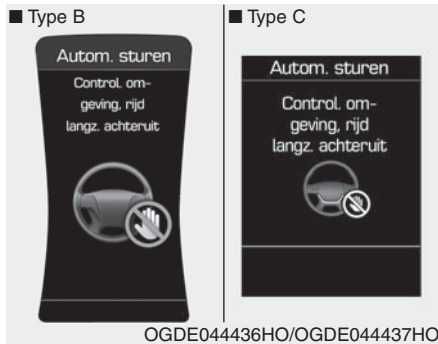 ■ Type B
Autom. sturen
Control. om-
geving, rijd
langz. achteruit
■ Type C
Autom. sturen
Control. om-
geving, rijd
langz. achteruit
OGDE044436HO/OGDE044437HO